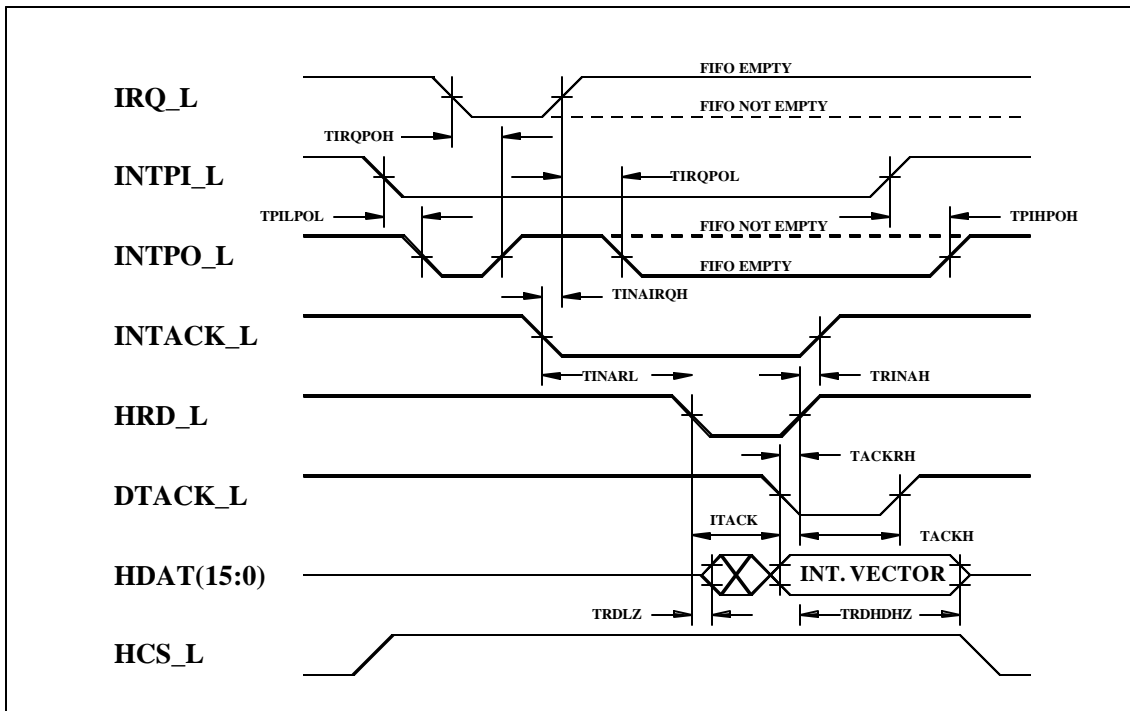 FIFO EMPTY
IRQ_L
FIFO NOT EMPTY
TIRQPOH
INTPI_L
TIRQPOL
TPILPOL
FIFO NOT EMPTY
TPIHPOH
INTPO_L
FIFO EMPTY
TINAIRQH
INTACK_L
TINARL
TRINAH
HRD_L
TACKRH
DTACK_L
ITACK
TACKH
HDAT(15:0)
INT. VECTOR
TRDLZ
TRDHDHZ
HCS_L